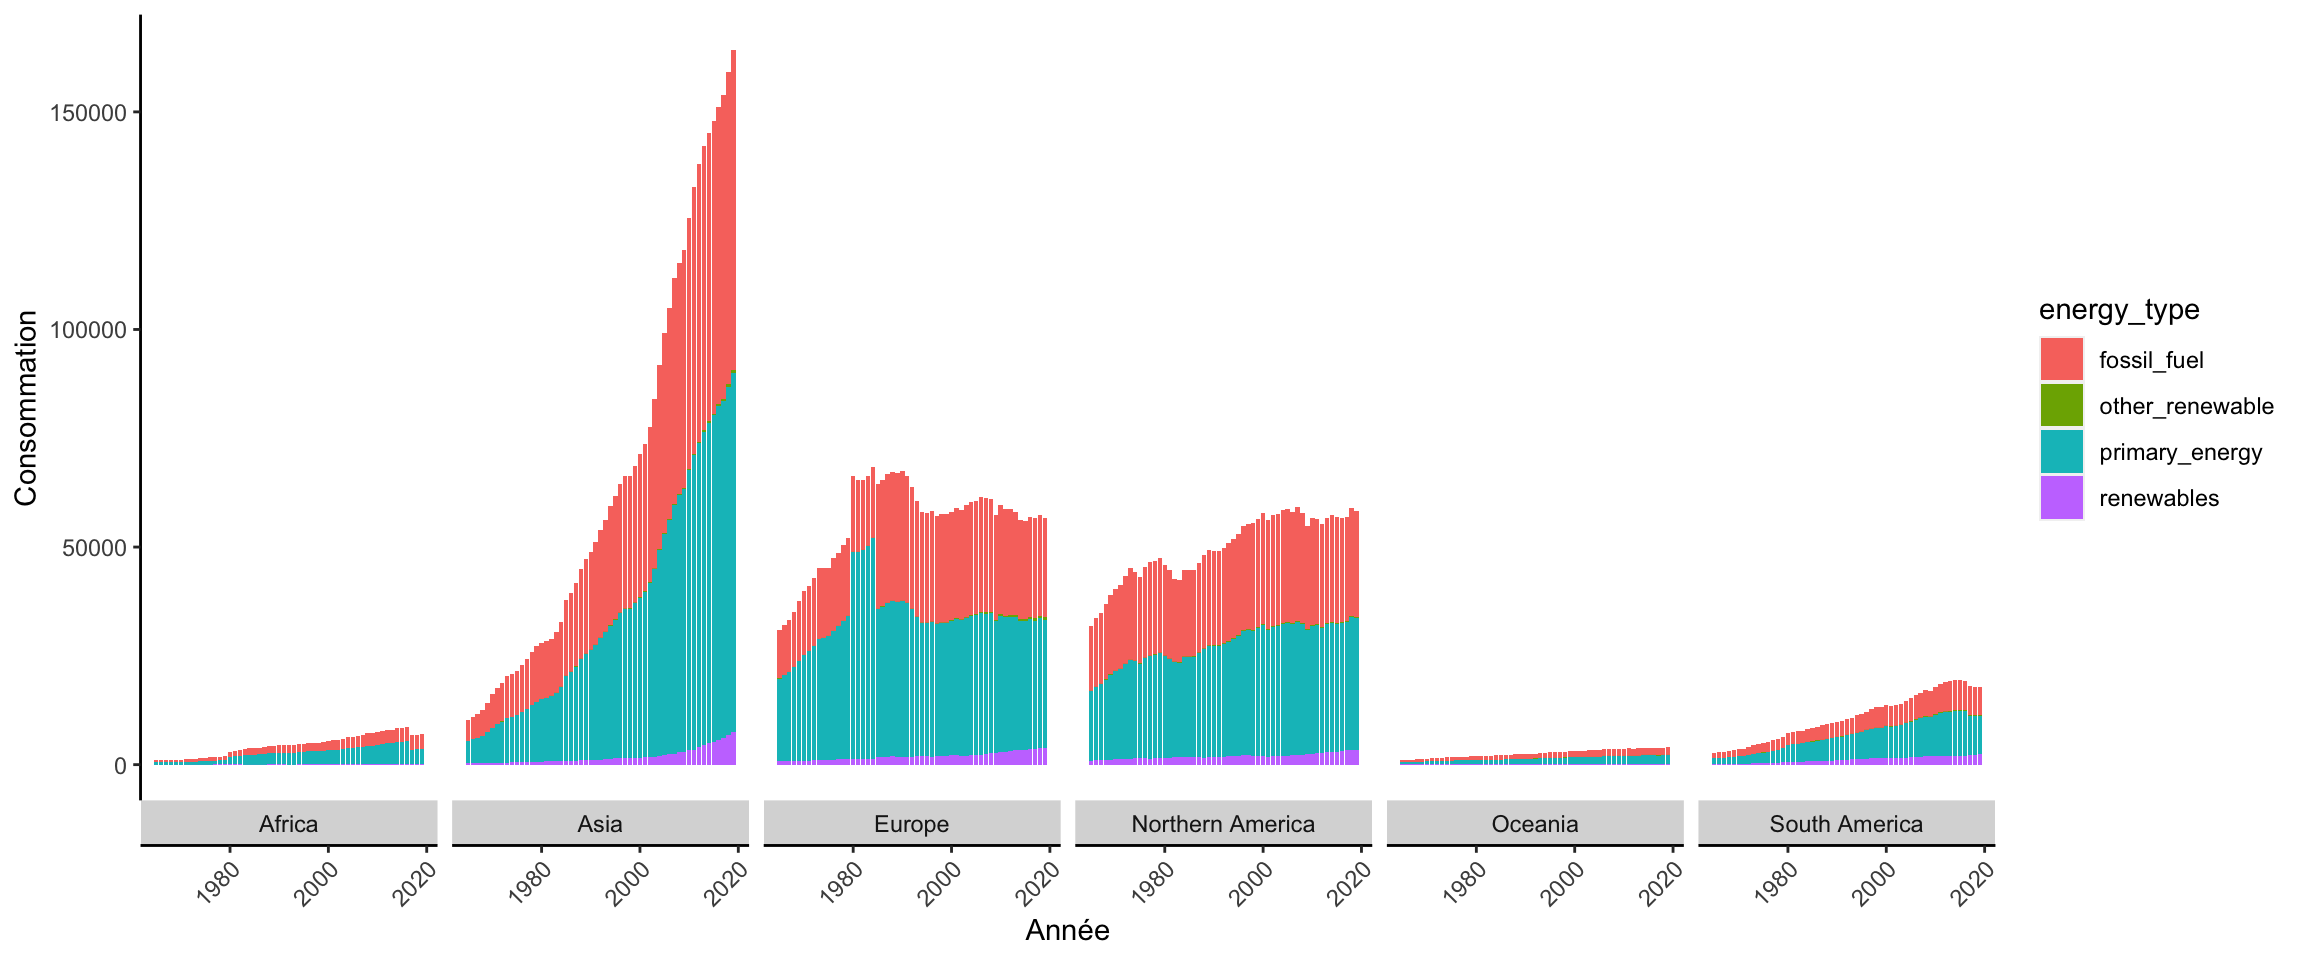 Consommation
150000
100000
50000
0
Africa
Asia
Europe
Northern America
Oceania
South America
1980 2000 2020
1980 2000 2020
1980 2000 2020
1980 2000 2020
1980 2000 2020
1980 2000 2020
Année
energy_type
fossil_fuel
other_renewable
primary_energy
renewables